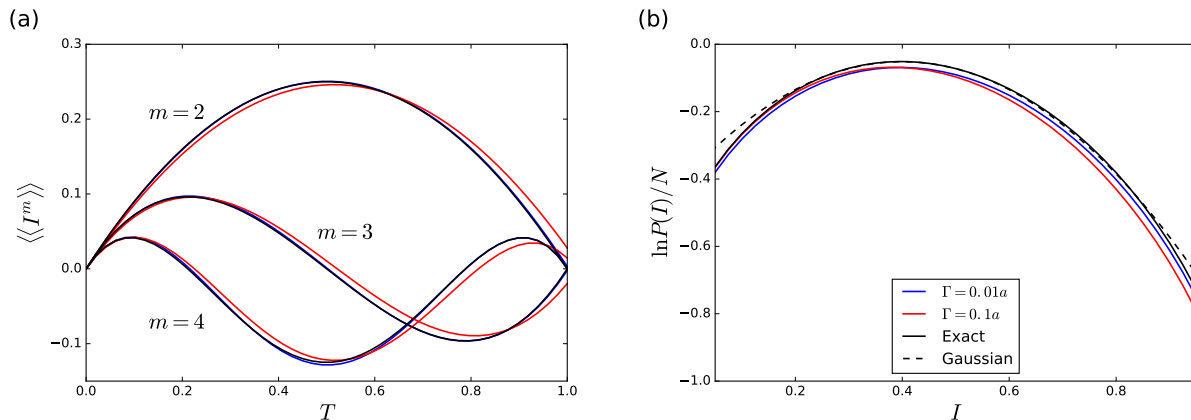 (a)
0.3
0.2
0.1
0.0
−0.1
⟨⟨I^m⟩⟩
m = 2
m = 3
m = 4
0.0 0.2 0.4 0.6 0.8 1.0
T
(b)
0.0
−0.2
−0.4
−0.6
−0.8
−1.0
ln P(I)/N
Γ = 0.01a
Γ = 0.1a
Exact
Gaussian
0.2 0.4 0.6 0.8
I